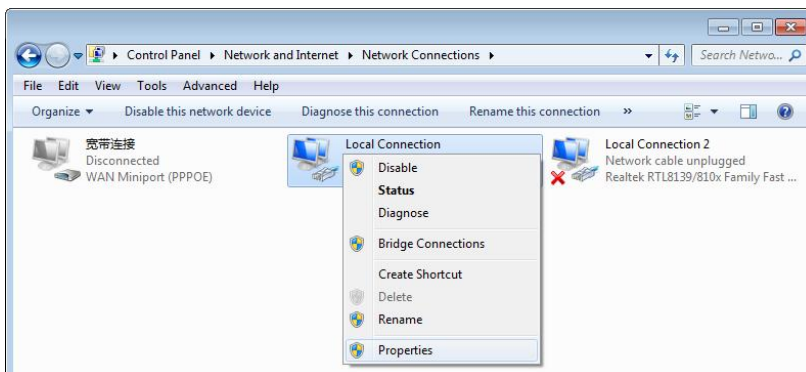 Control Panel ▸ Network and Internet ▸ Network Connections ▸
Search Netwo...
File Edit View Tools Advanced Help
Organize Disable this network device Diagnose this connection Rename this connection »
宽带连接
Disconnected
WAN Miniport (PPPOE)
Local Connection
Local Connection 2
Network cable unplugged
Realtek RTL8139/810x Family Fast ...
Disable
Status
Diagnose
Bridge Connections
Create Shortcut
Delete
Rename
Properties